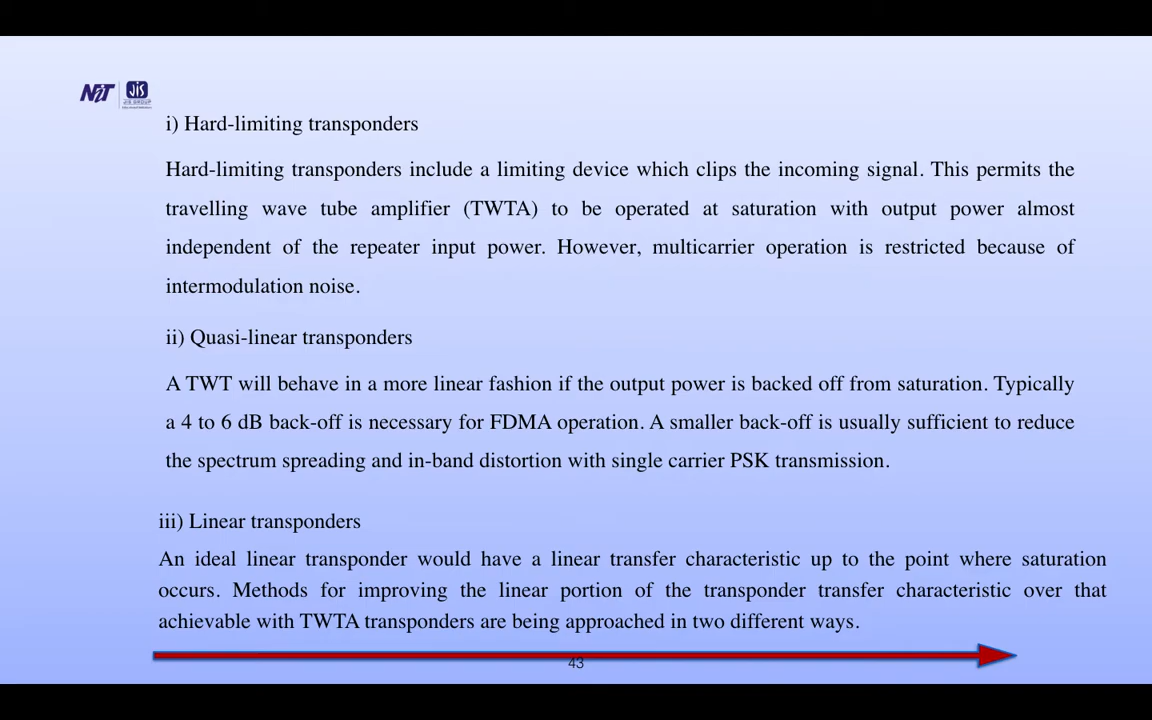 NiT JIS
JIS GROUP
i) Hard-limiting transponders
Hard-limiting transponders include a limiting device which clips the incoming signal. This permits the
travelling wave tube amplifier (TWTA) to be operated at saturation with output power almost
independent of the repeater input power. However, multicarrier operation is restricted because of
intermodulation noise.
ii) Quasi-linear transponders
A TWT will behave in a more linear fashion if the output power is backed off from saturation. Typically
a 4 to 6 dB back-off is necessary for FDMA operation. A smaller back-off is usually sufficient to reduce
the spectrum spreading and in-band distortion with single carrier PSK transmission.
iii) Linear transponders
An ideal linear transponder would have a linear transfer characteristic up to the point where saturation
occurs. Methods for improving the linear portion of the transponder transfer characteristic over that
achievable with TWTA transponders are being approached in two different ways.
43